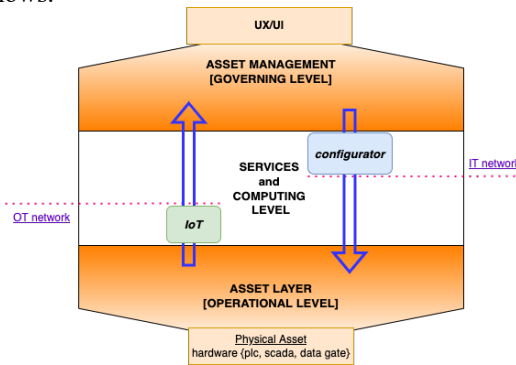 UX/UI
ASSET MANAGEMENT
[GOVERNING LEVEL]
configurator
SERVICES
and
COMPUTING
LEVEL
IT network
OT network
IoT
ASSET LAYER
[OPERATIONAL LEVEL]
Physical Asset
hardware {plc, scada, data gate}